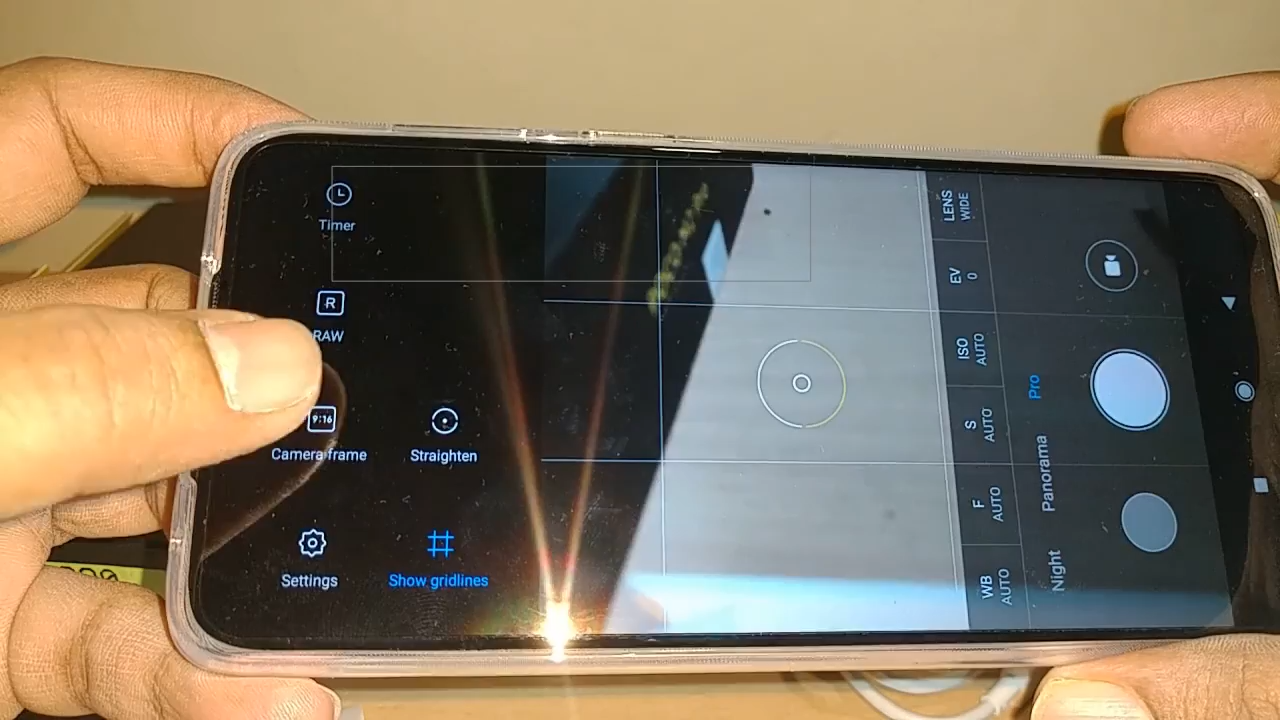 Timer
R
RAW
9:16
Camera frame
Straighten
Settings
Show gridlines
LENS
WIDE
EV
0
ISO
AUTO
S
AUTO
F
AUTO
WB
AUTO
Pro
Panorama
Night